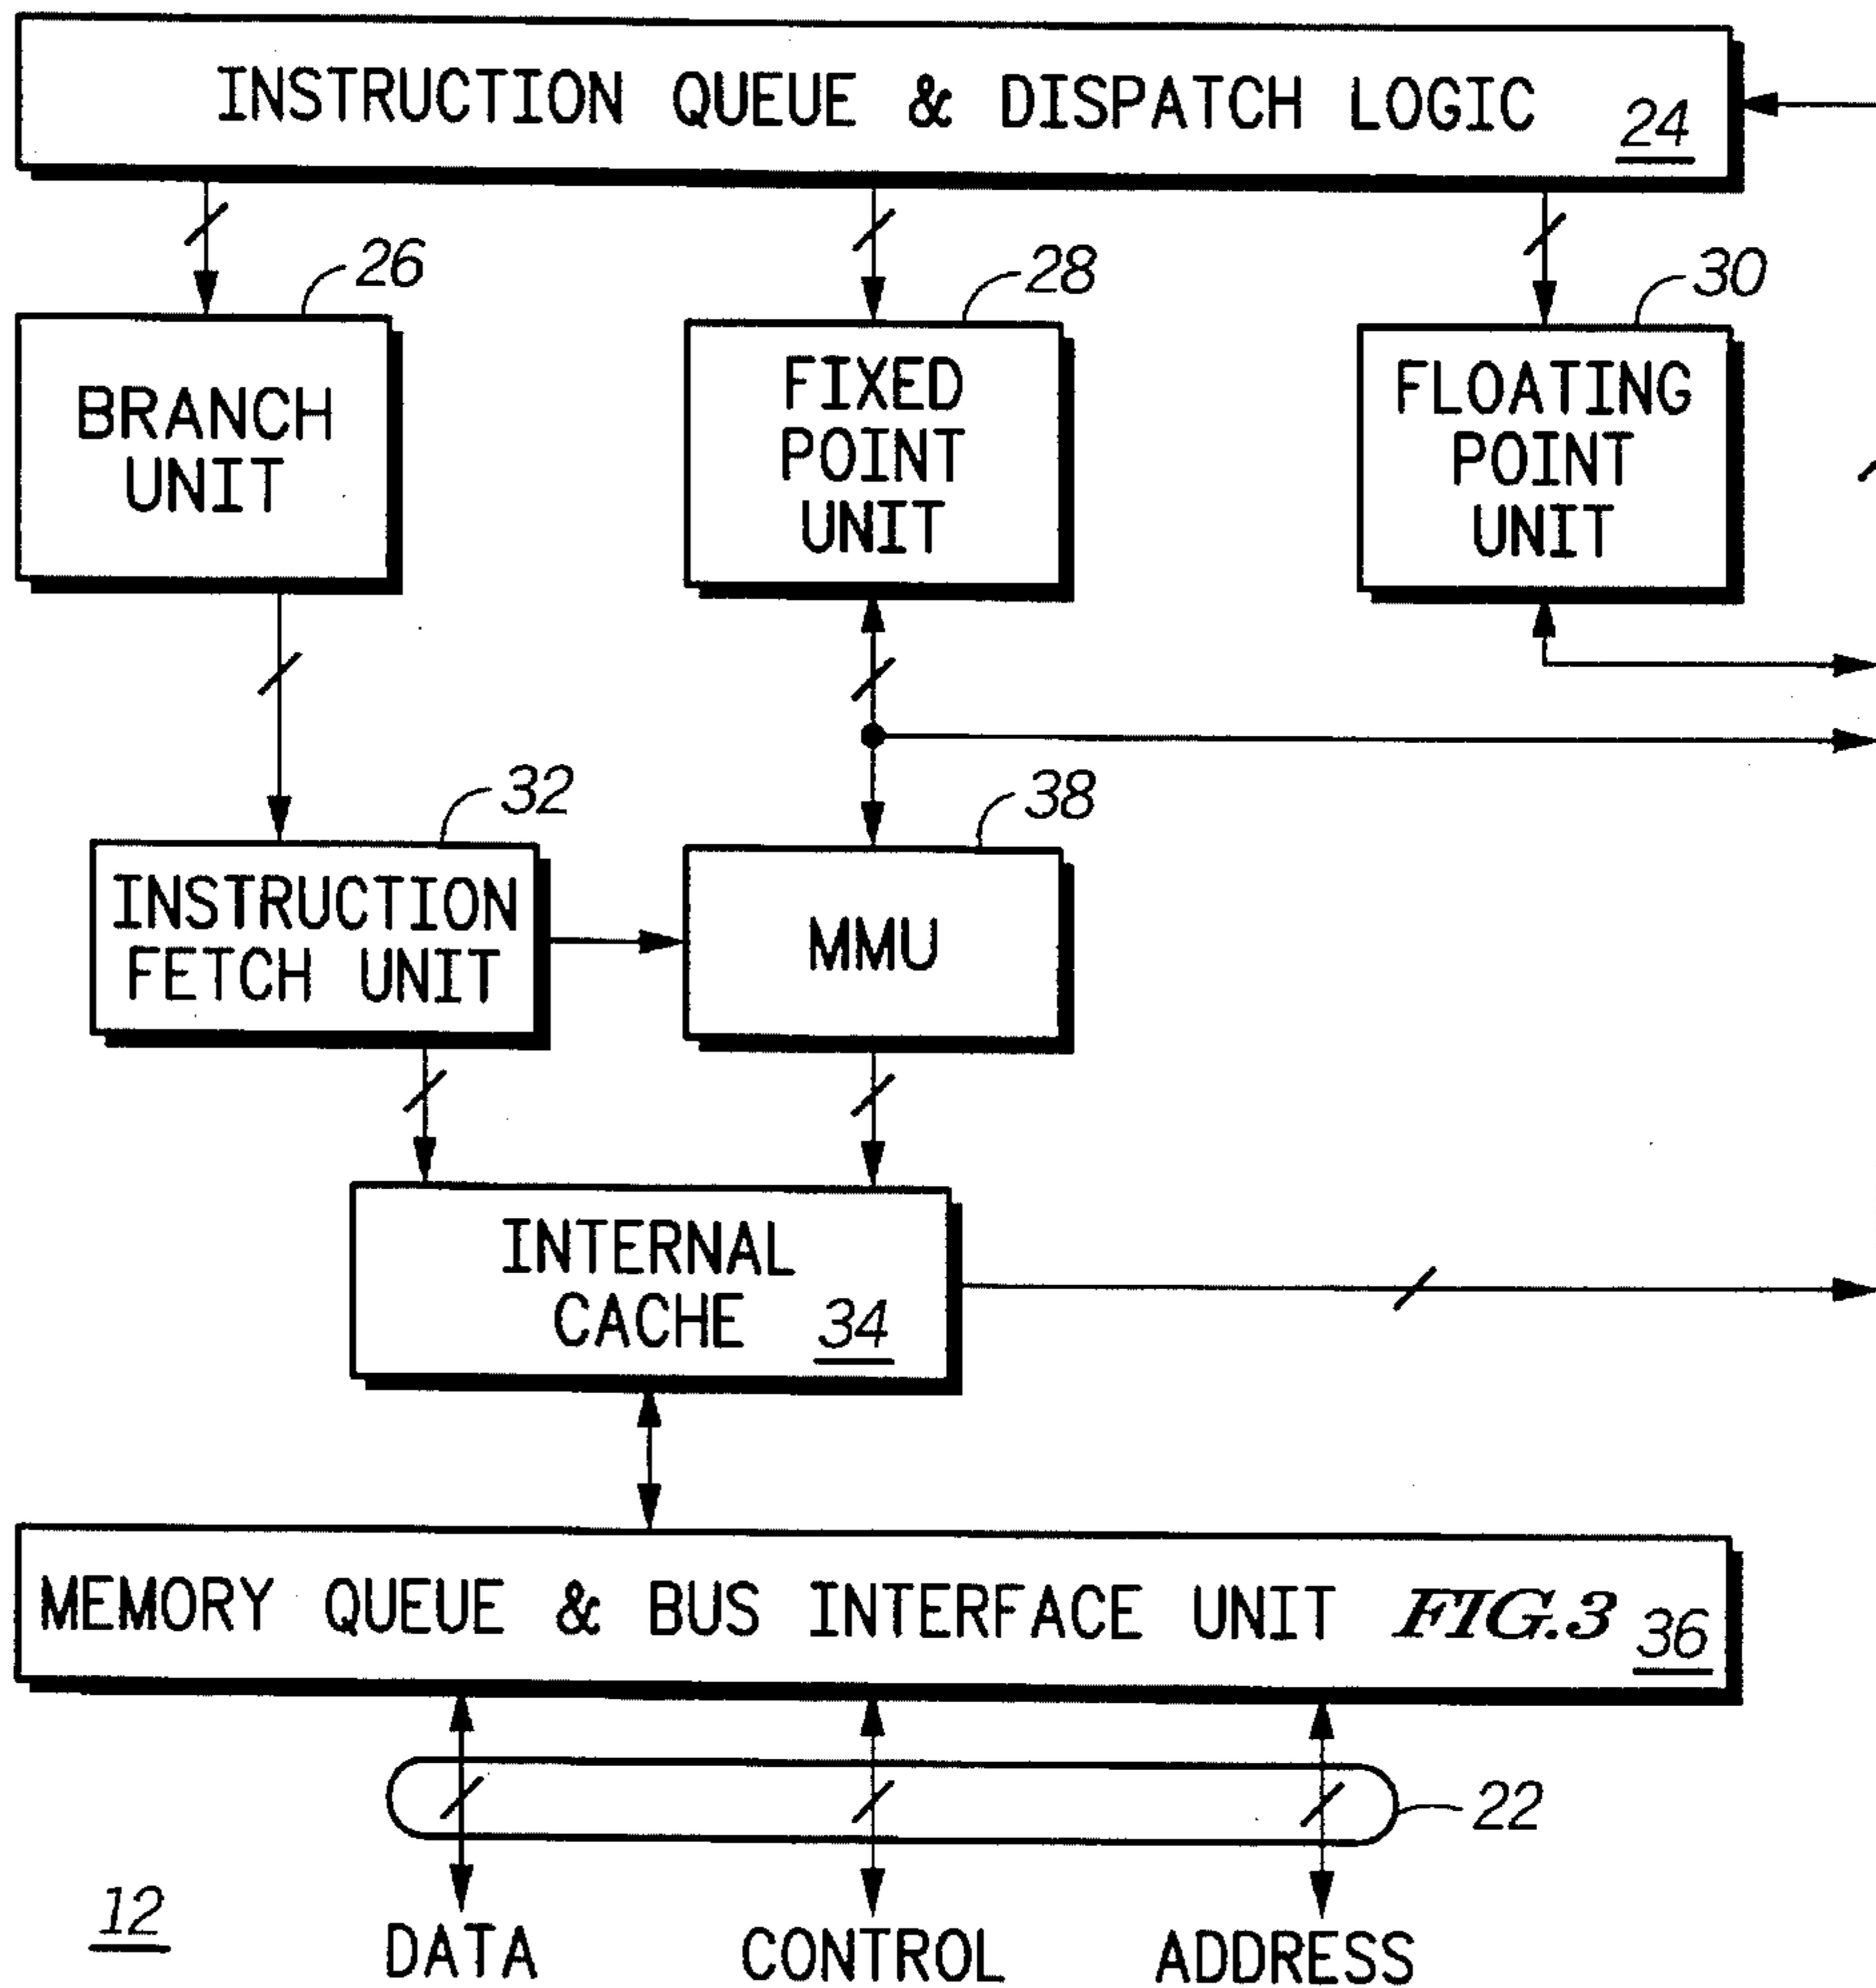 INSTRUCTION QUEUE & DISPATCH LOGIC 24
26
28
30
BRANCH
UNIT
FIXED
POINT
UNIT
FLOATING
POINT
UNIT
32
38
INSTRUCTION
FETCH UNIT
MMU
INTERNAL
CACHE 34
MEMORY QUEUE & BUS INTERFACE UNIT FIG.3 36
22
12
DATA
CONTROL
ADDRESS